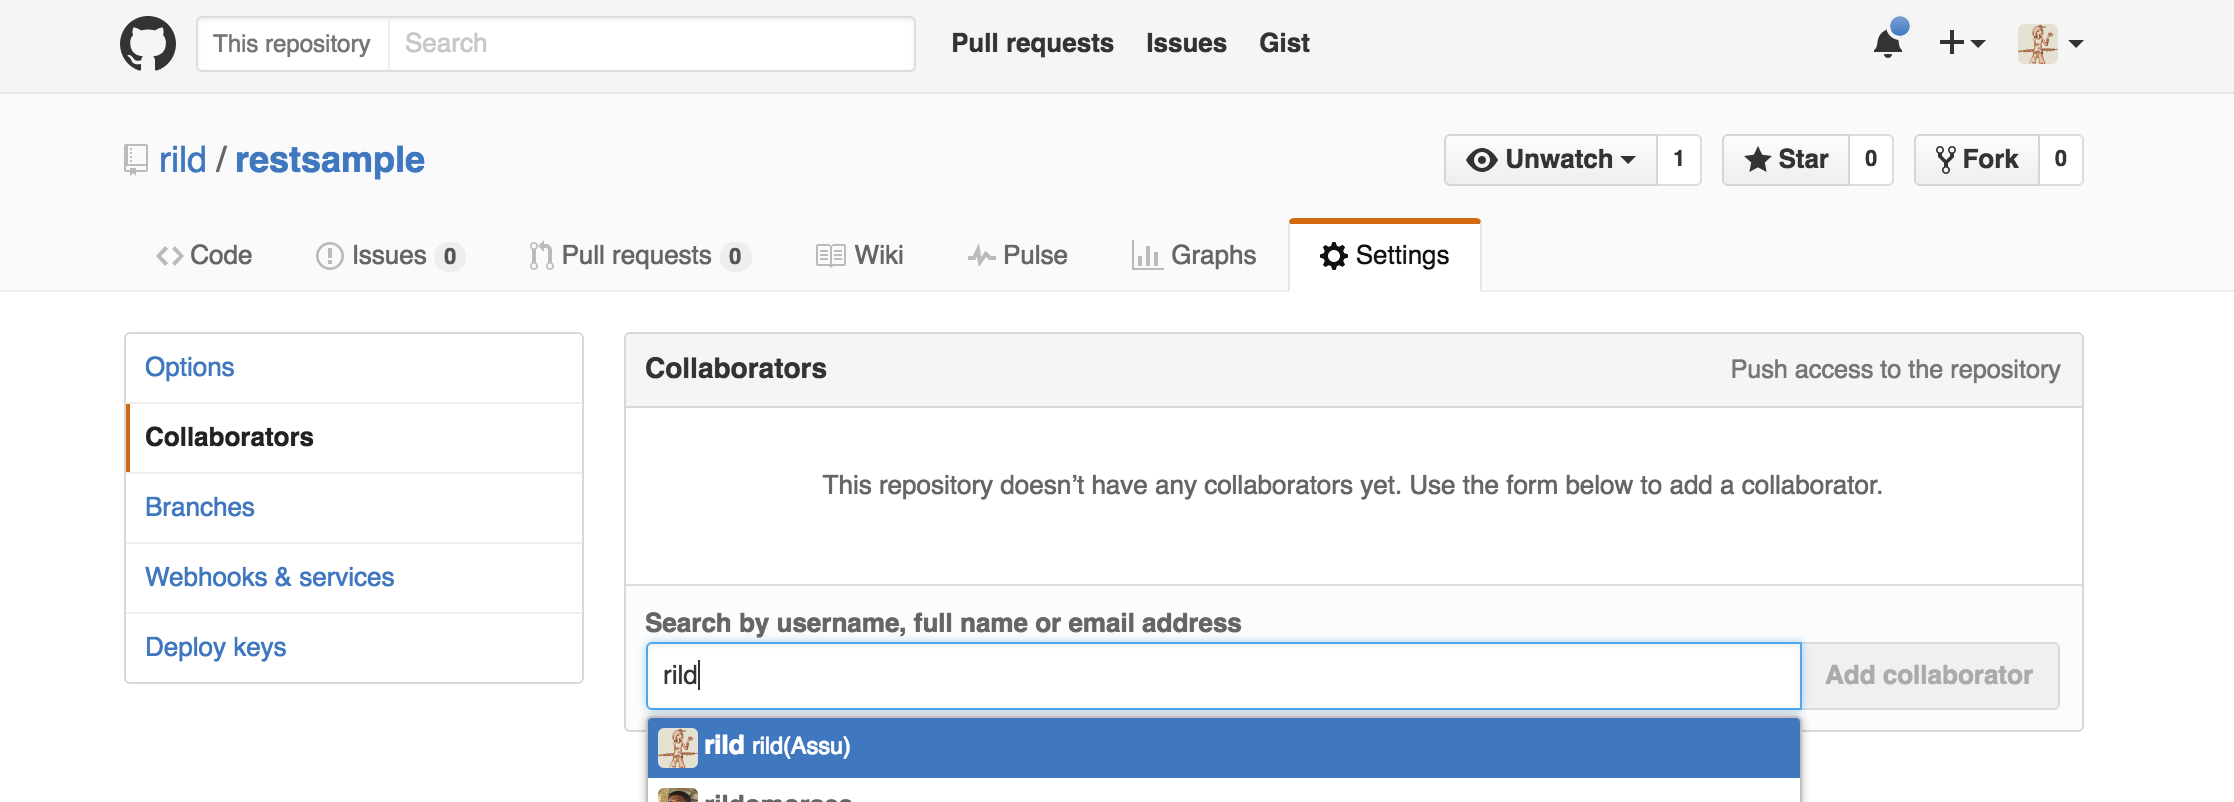 This repository Search Pull requests Issues Gist
rild / restsample Unwatch 1 Star 0 Fork 0
Code Issues 0 Pull requests 0 Wiki Pulse Graphs Settings
Options
Collaborators
Branches
Webhooks & services
Deploy keys
Collaborators Push access to the repository
This repository doesn’t have any collaborators yet. Use the form below to add a collaborator.
Search by username, full name or email address
rild Add collaborator
rild rild(Assu)